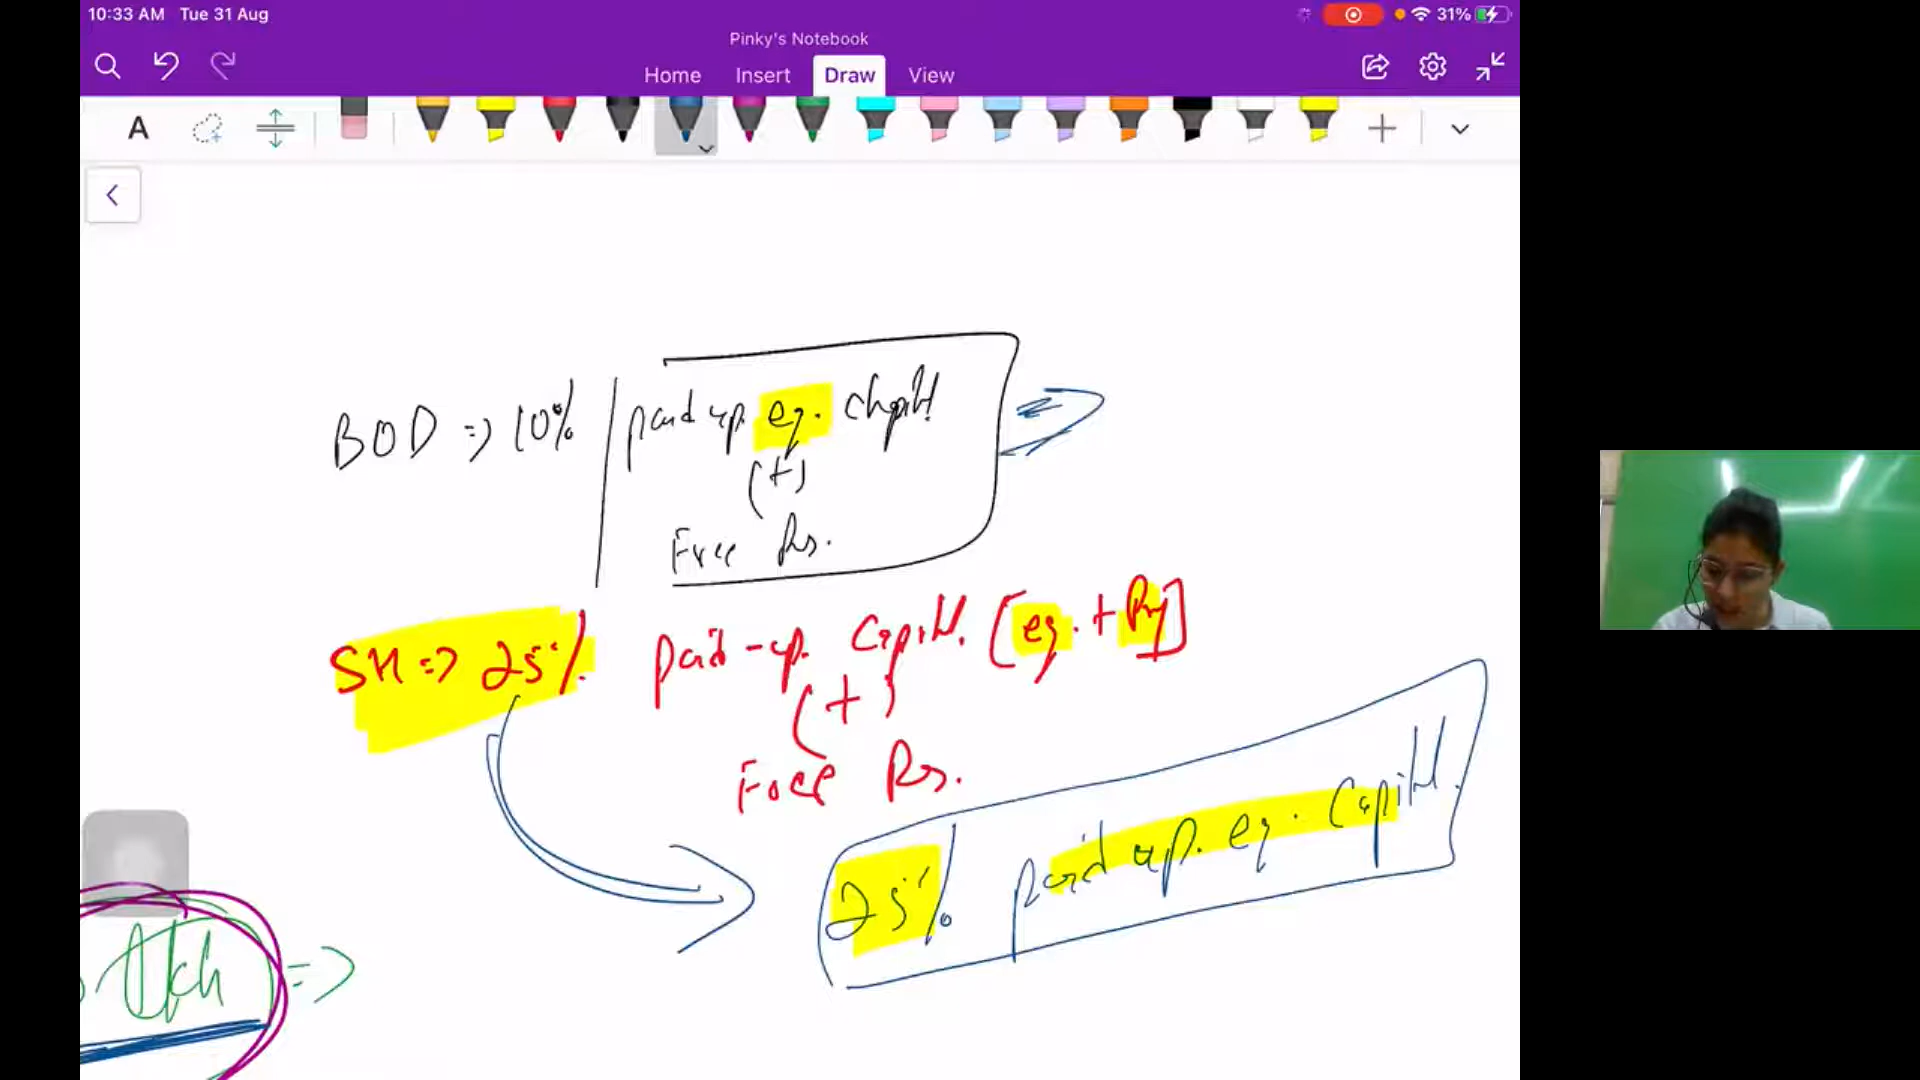 10:33 AM Tue 31 Aug
31%
Pinky's Notebook
Home Insert Draw View
A
BOD => 10% paid up eq. capital
(+)
Free Rs.
SH => 25% paid-up capital. [eq. + Pref]
(+)
Free Rs.
25% paid up. eq. capital.
=>